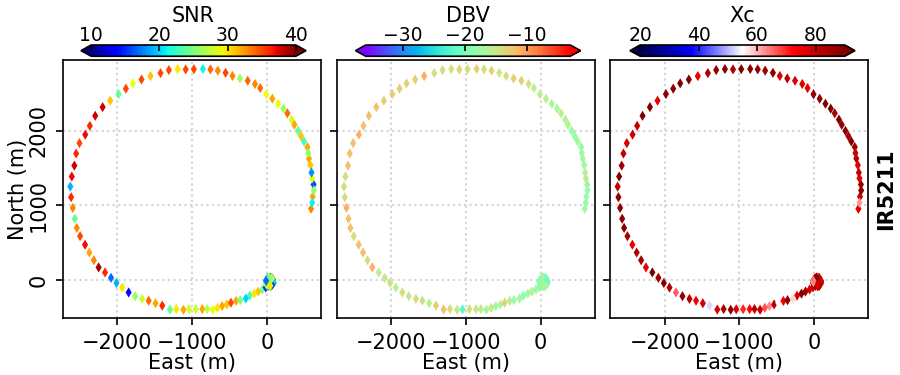 SNR DBV Xc
10 20 30 40 −30 −20 −10 20 40 60 80
North (m)
2000
1000
0
IR5211
−2000 −1000 0 −2000 −1000 0 −2000 −1000 0
East (m) East (m) East (m)